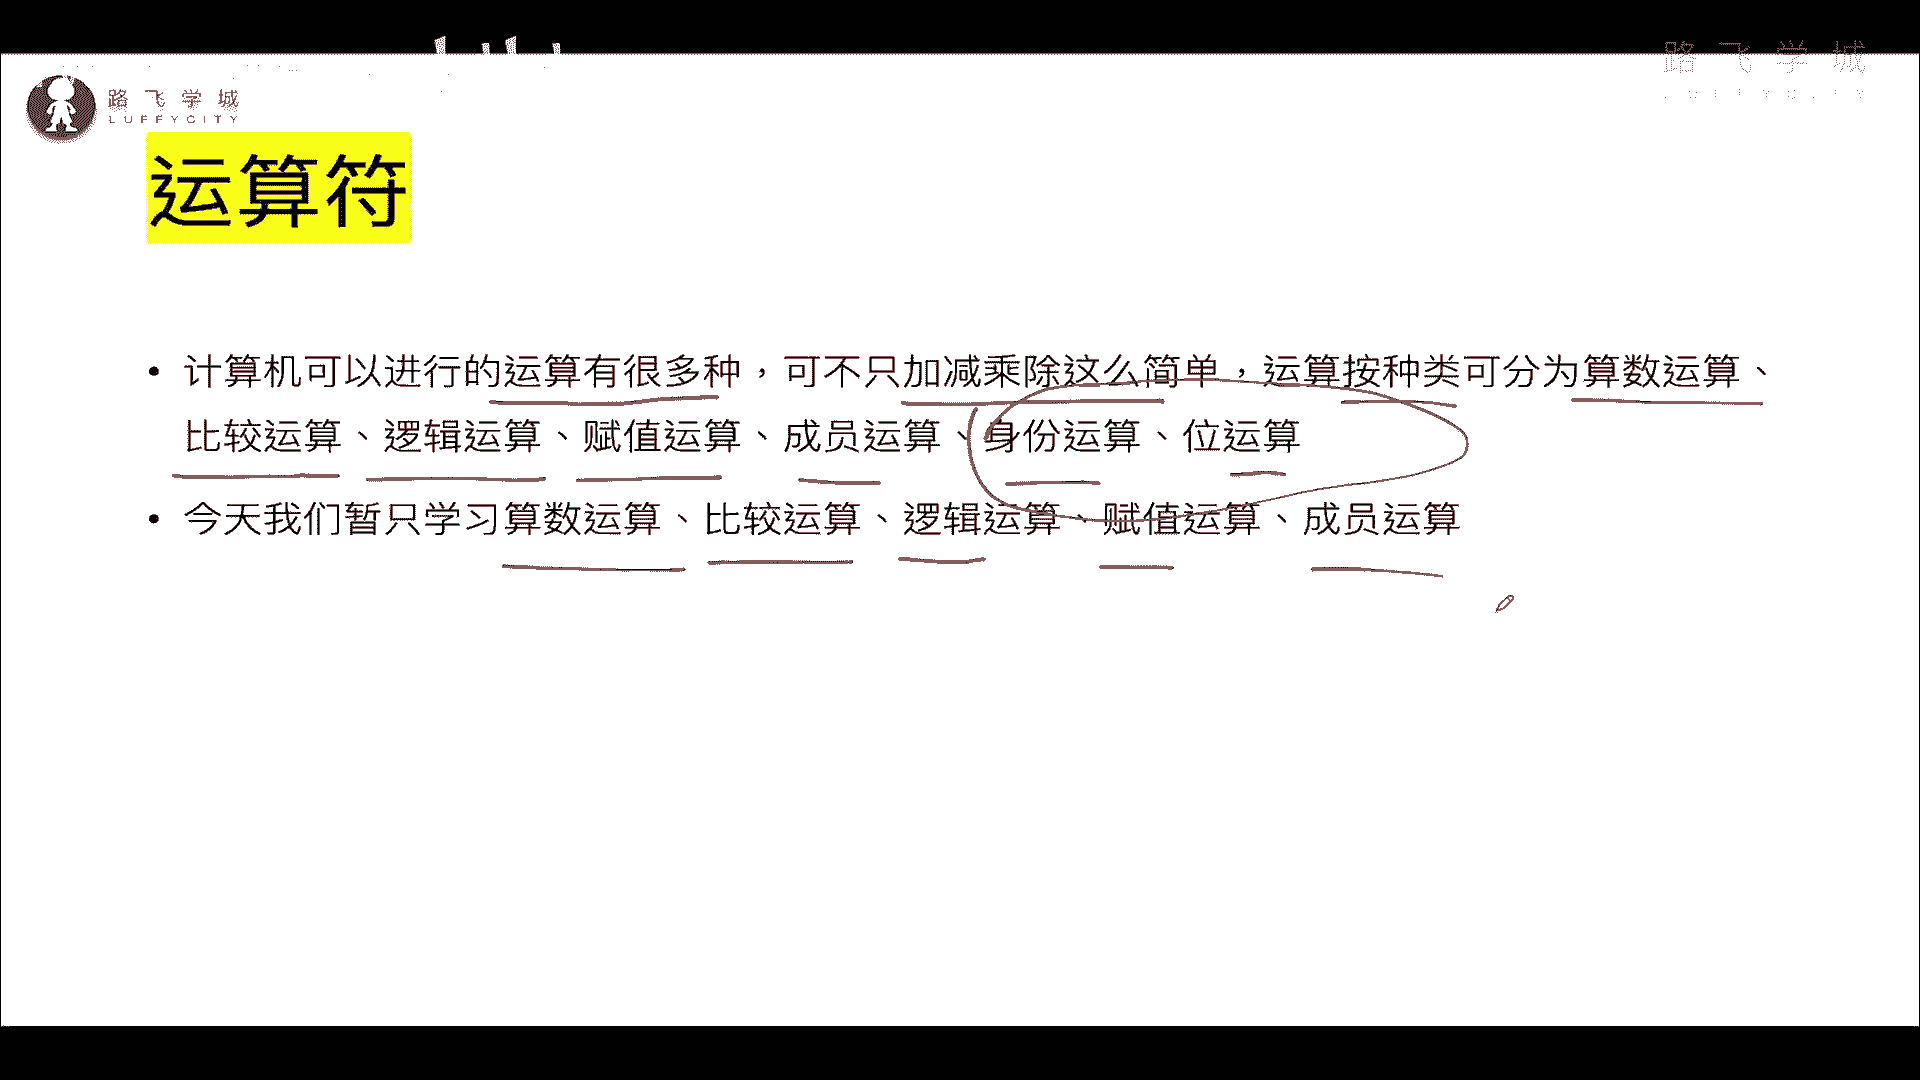 路飞学城
路飞学城
LUFFYCITY
LUFFYCITY
运算符
• 计算机可以进行的运算有很多种，可不只加减乘除这么简单，运算按种类可分为算数运算、
比较运算、逻辑运算、赋值运算、成员运算、身份运算、位运算
• 今天我们暂只学习算数运算、比较运算、逻辑运算、赋值运算、成员运算